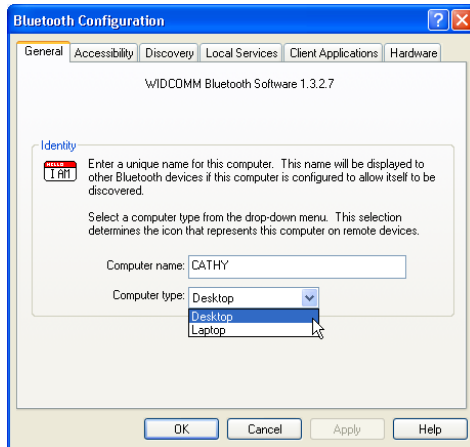 Bluetooth Configuration
General Accessibility Discovery Local Services Client Applications Hardware
WIDCOMM Bluetooth Software 1.3.2.7
Identity
HELLO
I AM
Enter a unique name for this computer. This name will be displayed to
other Bluetooth devices if this computer is configured to allow itself to be
discovered.
Select a computer type from the drop-down menu. This selection
determines the icon that represents this computer on remote devices.
Computer name: CATHY
Computer type: Desktop
Desktop
Laptop
OK Cancel Apply Help